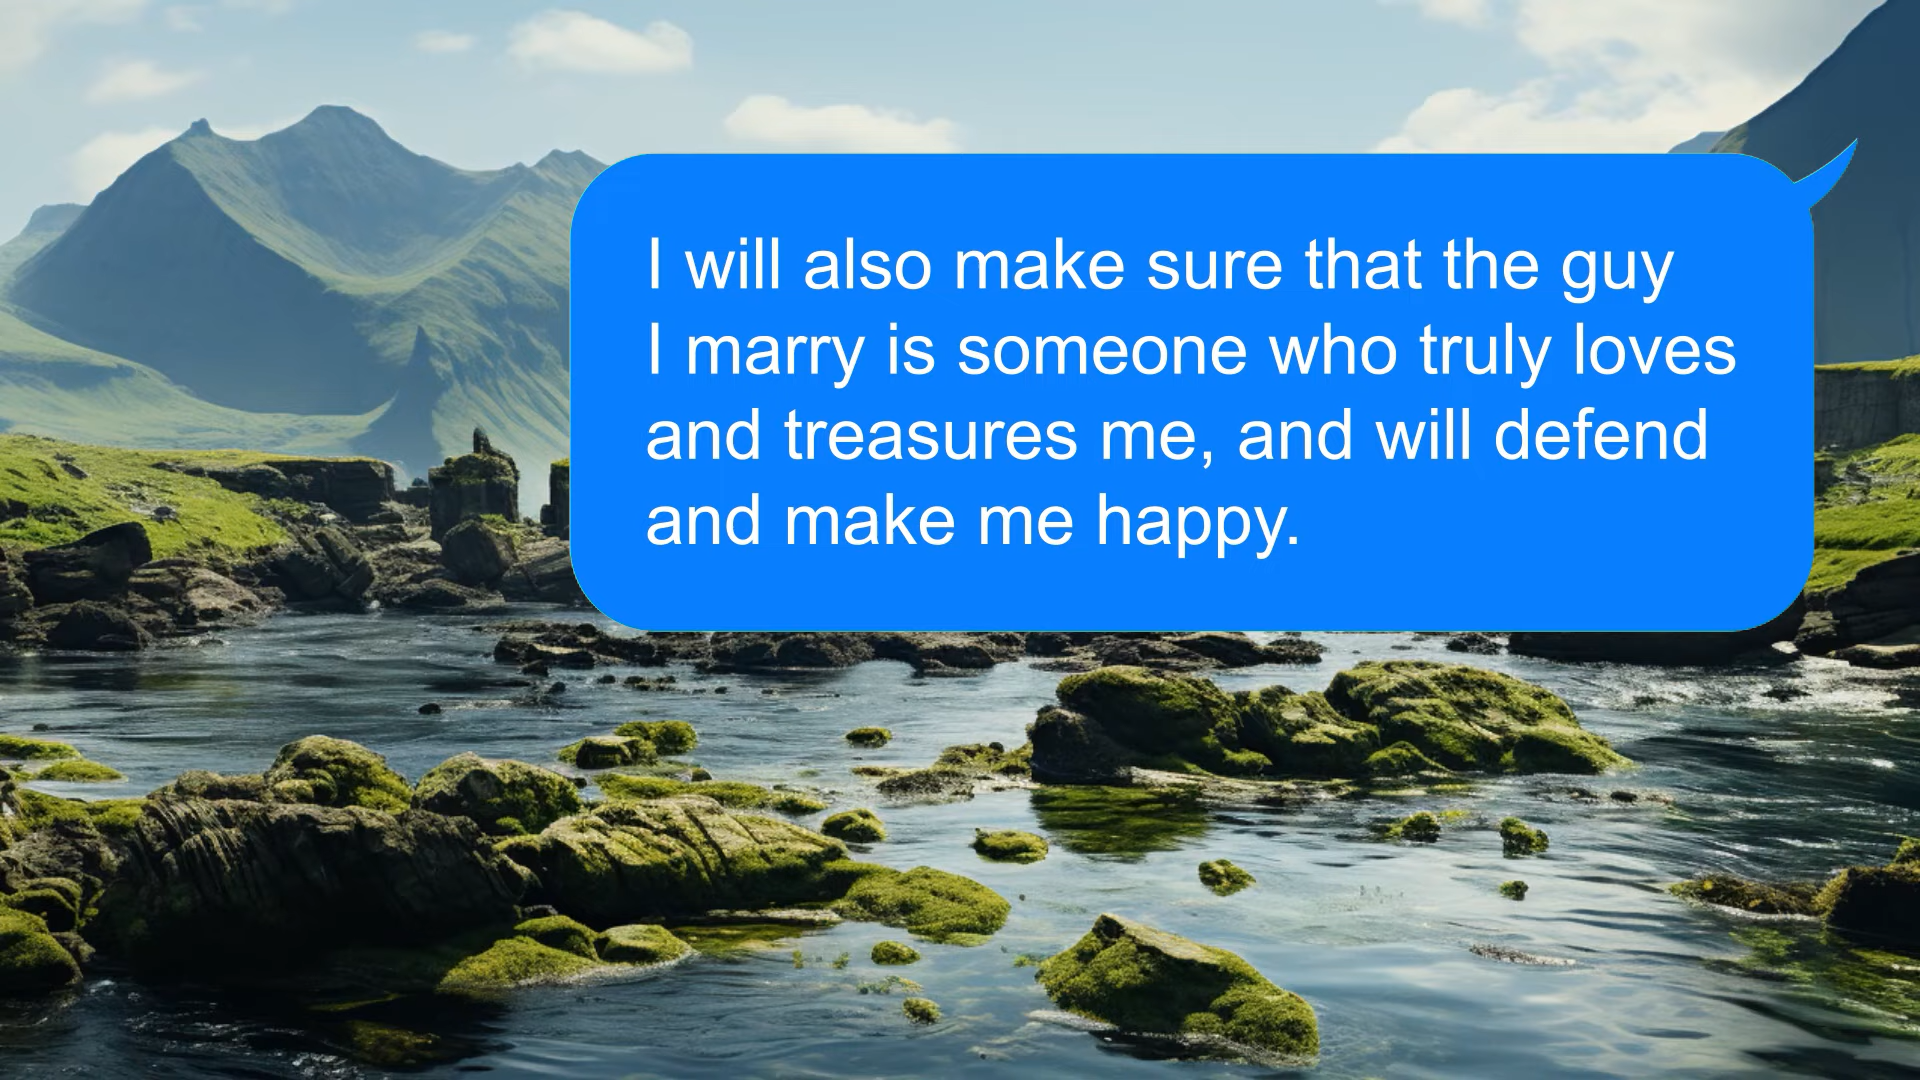 I will also make sure that the guy
I marry is someone who truly loves
and treasures me, and will defend
and make me happy.